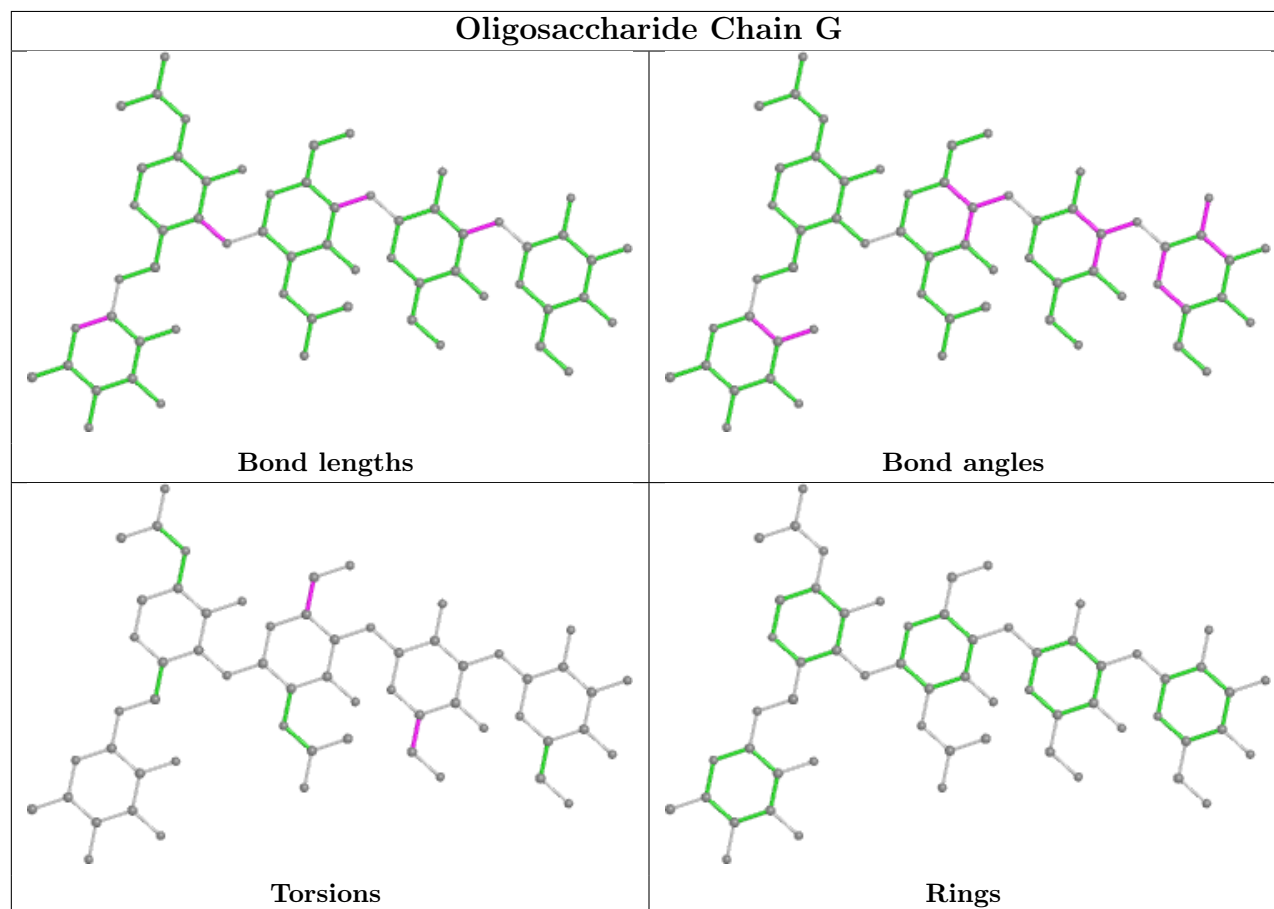 Oligosaccharide Chain G
Bond lengths
Bond angles
Torsions
Rings